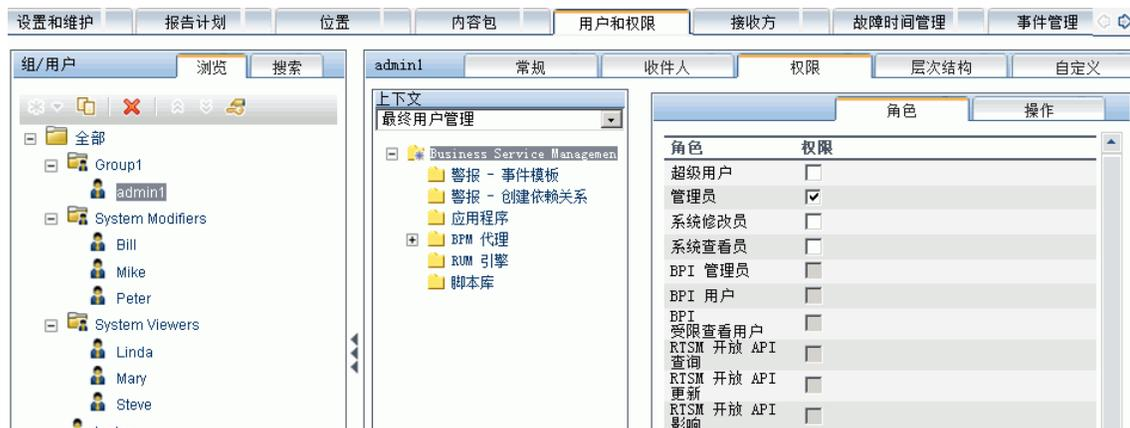 设置和维护 报告计划 位置 内容包 用户和权限 接收方 故障时间管理 事件管理
组/用户 浏览 搜索
全部
Group1
admin1
System Modifiers
Bill
Mike
Peter
System Viewers
Linda
Mary
Steve
admin1 常规 收件人 权限 层次结构 自定义
上下文
最终用户管理
Business Service Managemen
警报 - 事件模板
警报 - 创建依赖关系
应用程序
BPM 代理
RUM 引擎
脚本库
角色 操作
角色 权限
超级用户
管理员
系统修改员
系统查看员
BPI 管理员
BPI 用户
BPI
受限查看用户
RTSM 开放 API
查询
RTSM 开放 API
更新
RTSM 开放 API
影响